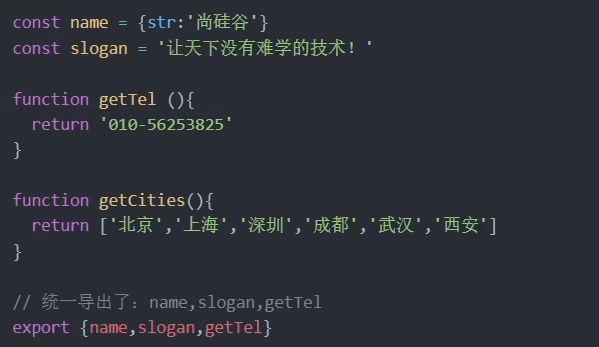 const name = {str:'尚硅谷'}
const slogan = '让天下没有难学的技术！'
function getTel (){
return '010-56253825'
}
function getCities(){
return ['北京','上海','深圳','成都','武汉','西安']
}
// 统一导出了：name,slogan,getTel
export {name,slogan,getTel}